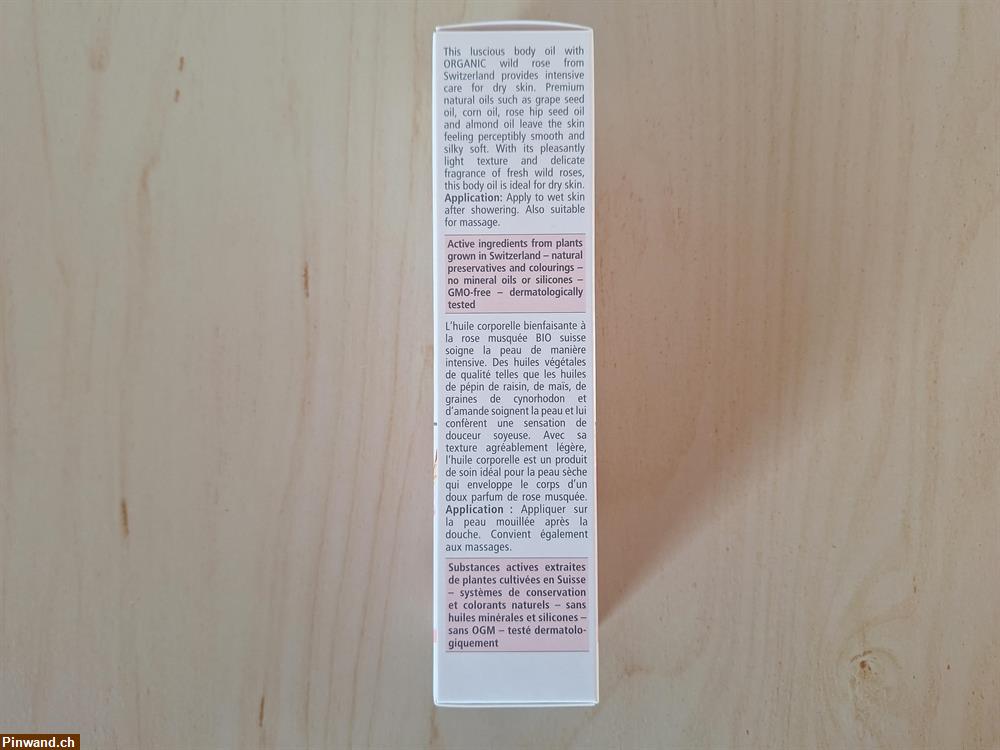 This luscious body oil with
ORGANIC wild rose from
Switzerland provides intensive
care for dry skin. Premium
natural oils such as grape seed
oil, corn oil, rose hip seed oil
and almond oil leave the skin
feeling perceptibly smooth and
silky soft. With its pleasantly
light texture and delicate
fragrance of fresh wild roses,
this body oil is ideal for dry skin.
Application: Apply to wet skin
after showering. Also suitable
for massage.
Active ingredients from plants
grown in Switzerland – natural
preservatives and colourings –
no mineral oils or silicones –
GMO-free – dermatologically
tested
L'huile corporelle bienfaisante à
la rose musquée BIO suisse
soigne la peau de manière
intensive. Des huiles végétales
de qualité telles que les huiles
de pépin de raisin, de maïs, de
graines de cynorhodon et
d'amande soignent la peau et lui
confèrent une sensation de
douceur soyeuse. Avec sa
texture agréablement légère,
l'huile corporelle est un produit
de soin idéal pour la peau sèche
qui enveloppe le corps d'un
doux parfum de rose musquée.
Application : Appliquer sur
la peau mouillée après la
douche. Convient également
aux massages.
Substances actives extraites
de plantes cultivées en Suisse
– systèmes de conservation
et colorants naturels – sans
huiles minérales et silicones –
sans OGM – testé dermatolo-
giquement
Pinwand.ch